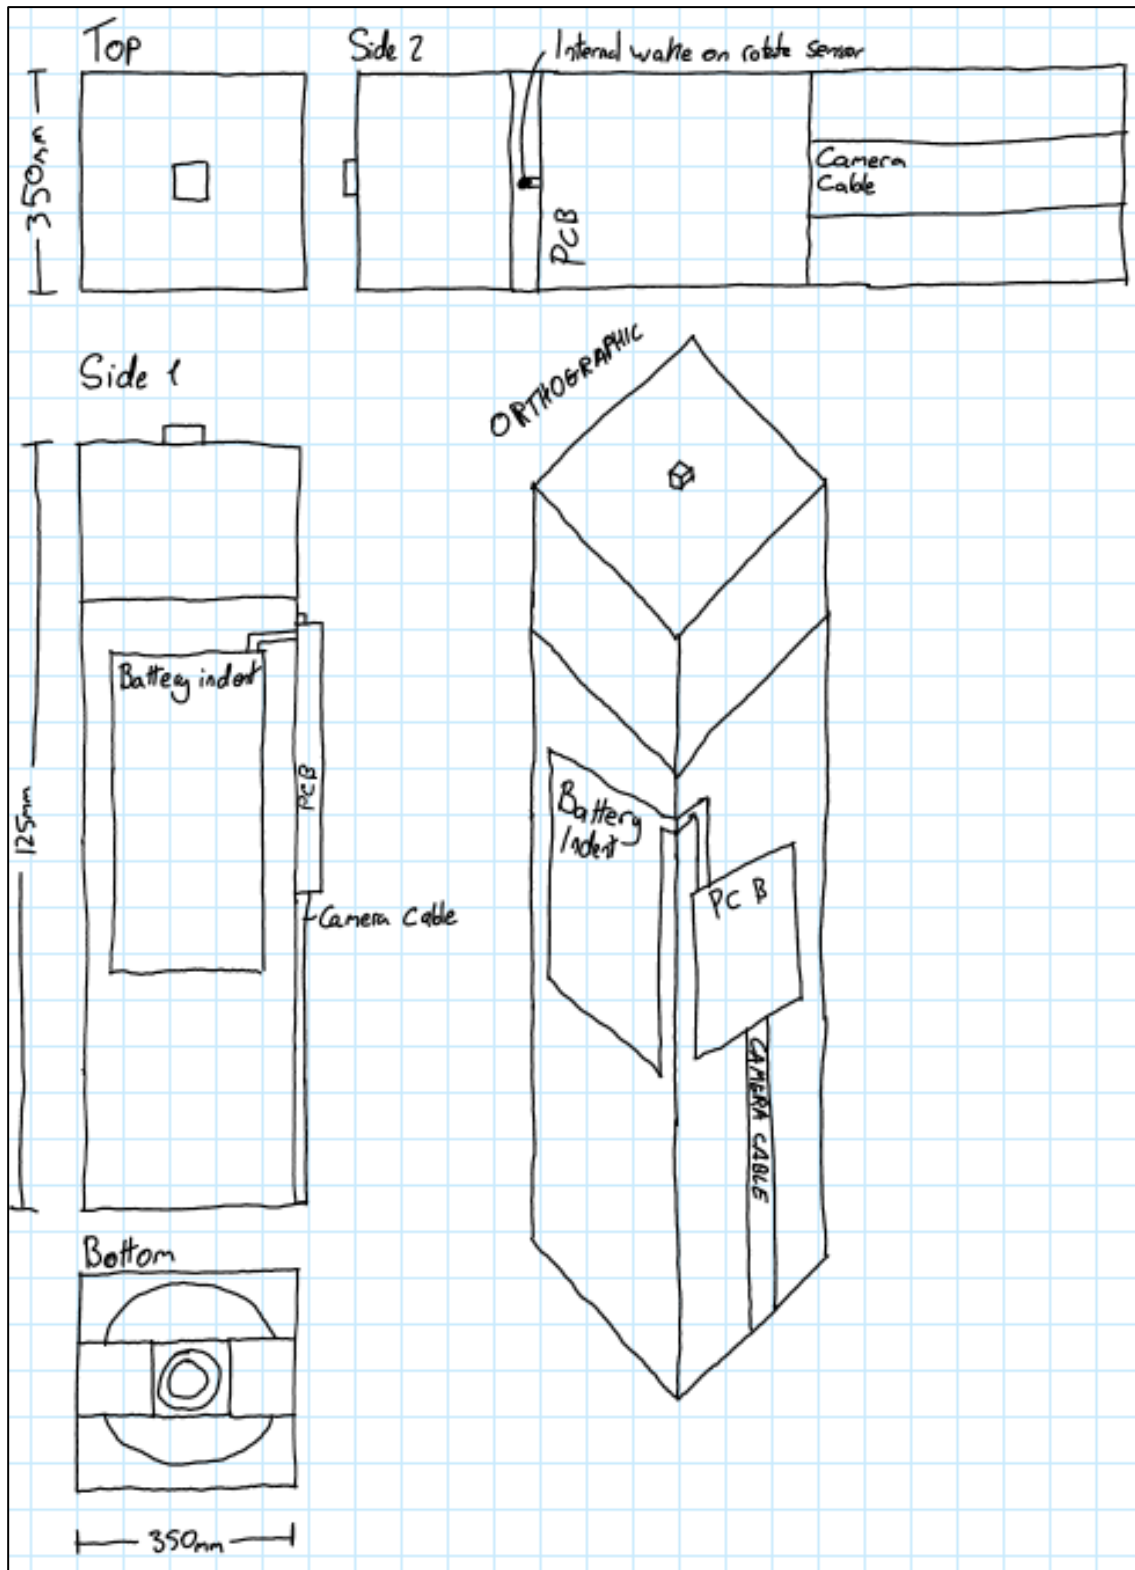 Top
350mm
Side 2
Internal wake on rotate sensor
PCB
Camera
Cable
Side 1
125mm
Battery indent
PCB
Camera Cable
ORTHOGRAPHIC
Battery
Indent
PCB
CAMERA CABLE
Bottom
350mm